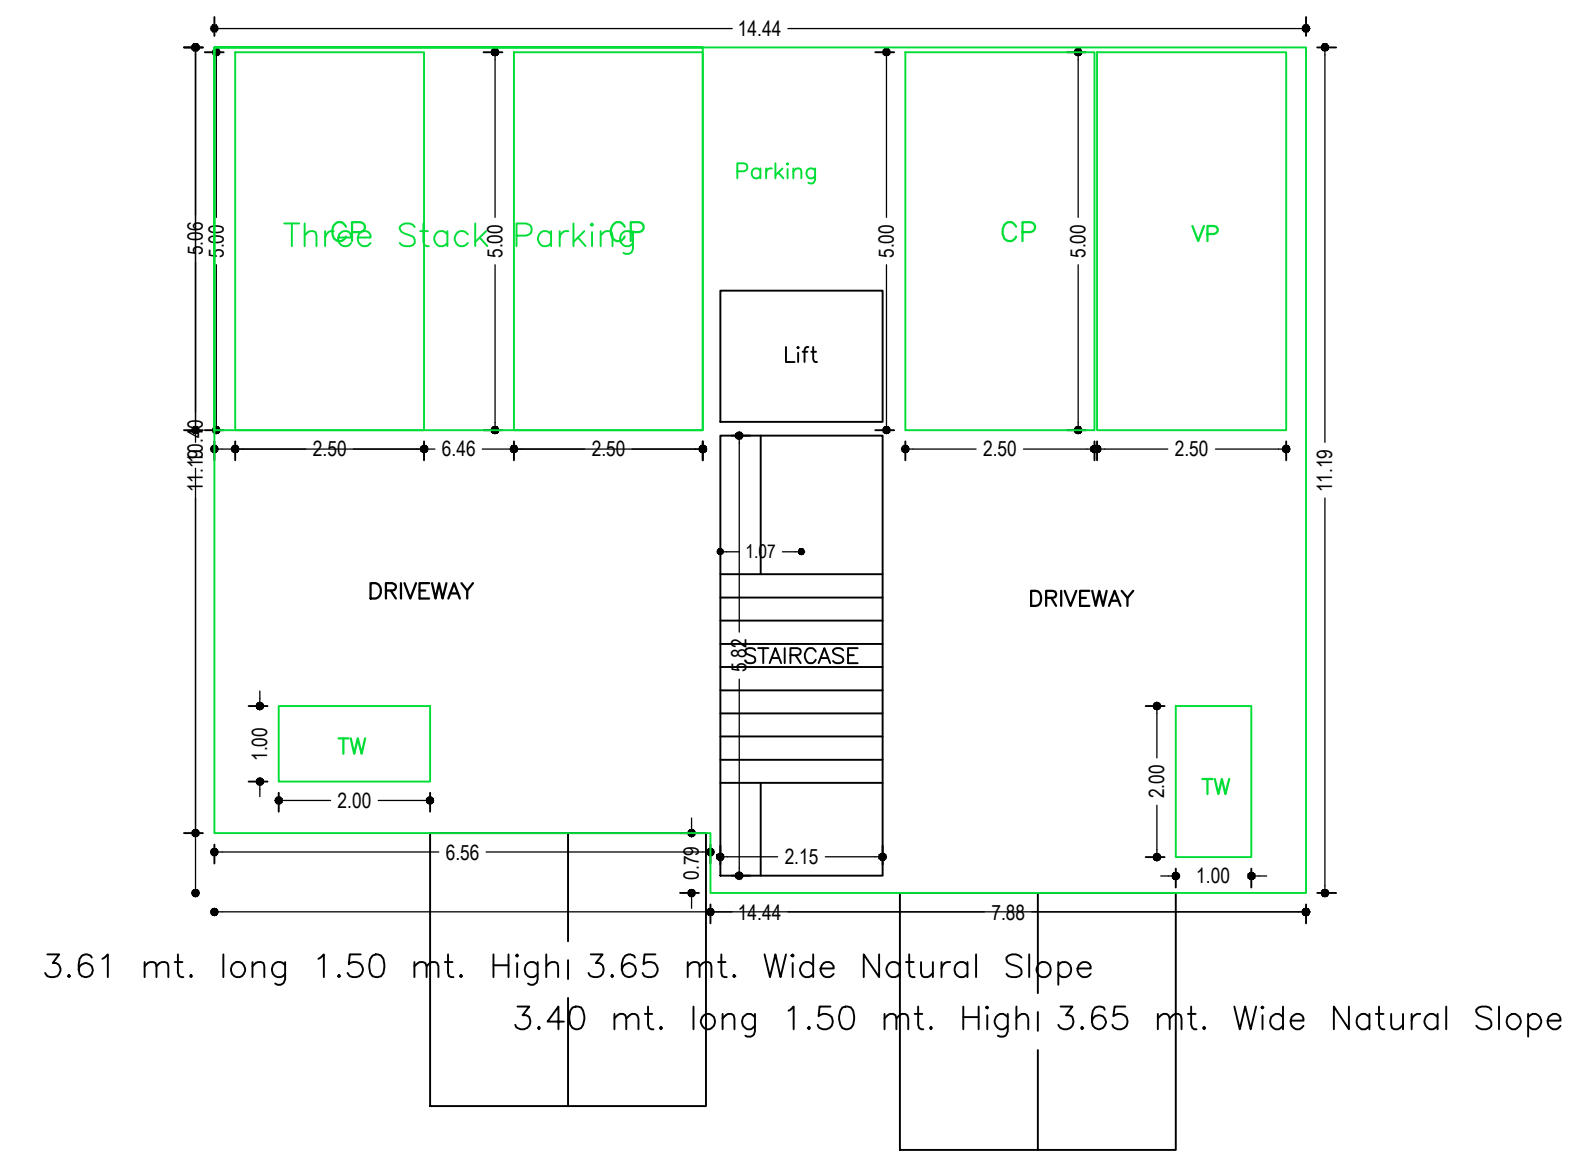 14.44
Parking
Three Stack Parking
CP
CP
CP
VP
5.06
5.00
5.00
5.00
5.00
Lift
2.50
6.46
2.50
2.50
2.50
11.19
10.40
11.19
1.07
DRIVEWAY
DRIVEWAY
5.82
STAIRCASE
1.00
TW
2.00
2.00
TW
6.56
0.79
2.15
1.00
14.44
7.88
3.61 mt. long 1.50 mt. High 3.65 mt. Wide Natural Slope
3.40 mt. long 1.50 mt. High 3.65 mt. Wide Natural Slope